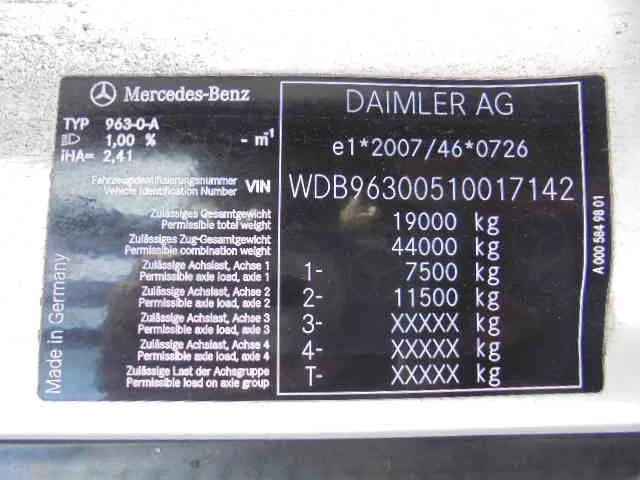 Mercedes-Benz
TYP 963-0-A
1,00 % - m⁻¹
iHA= 2,41
DAIMLER AG
e1*2007/46*0726
Fahrzeugidentifizierungsnummer
Vehicle Identification Number VIN WDB96300510017142
Zulässiges Gesamtgewicht
Permissible total weight 19000 kg
Zulässiges Zug-Gesamtgewicht
Permissible combination weight 44000 kg
Zulässige Achslast, Achse 1
Permissible axle load, axle 1 1- 7500 kg
Zulässige Achslast, Achse 2
Permissible axle load, axle 2 2- 11500 kg
Zulässige Achslast, Achse 3
Permissible axle load, axle 3 3- XXXXX kg
Zulässige Achslast, Achse 4
Permissible axle load, axle 4 4- XXXXX kg
Zulässige Last der Achsgruppe
Permissible load on axle group T- XXXXX kg
Made in Germany
A 000 584 98 01